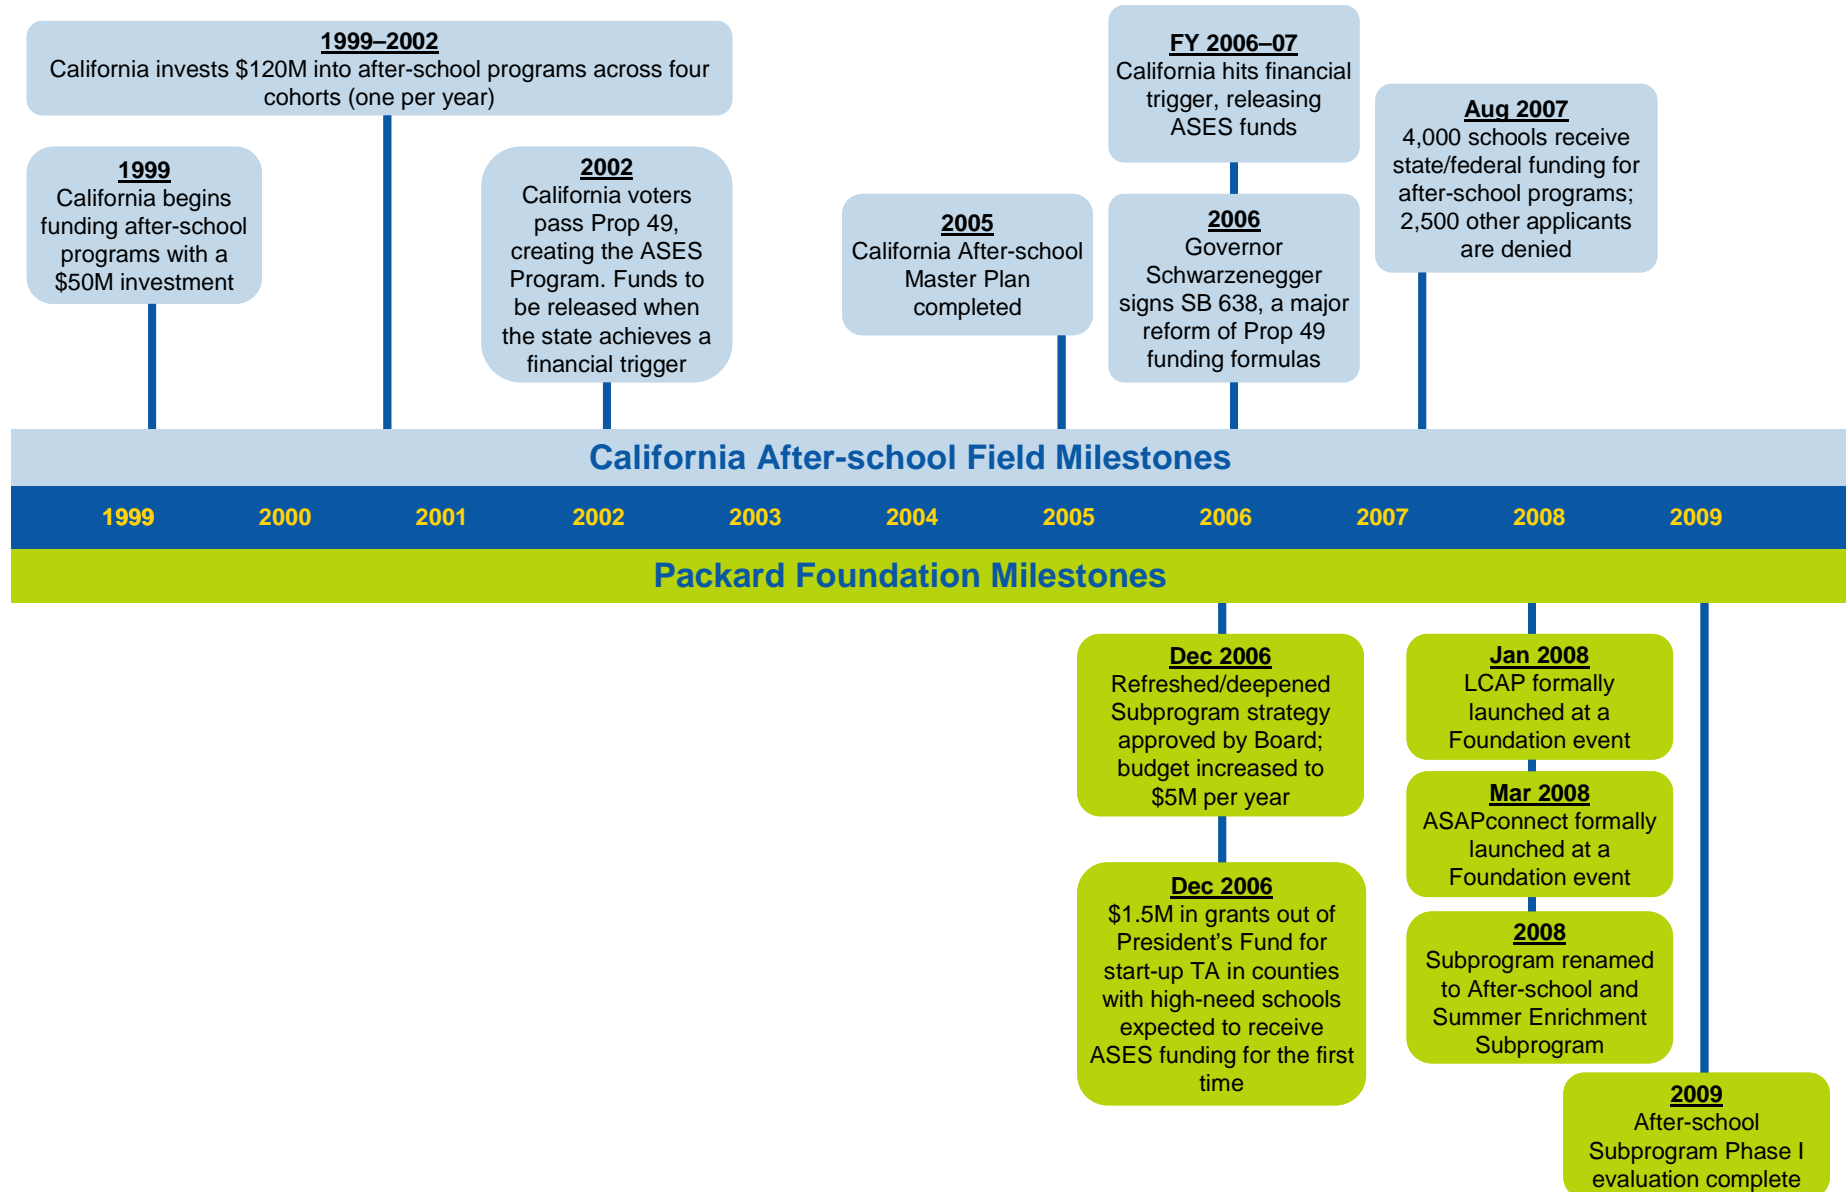 1999–2002
California invests $120M into after-school programs across four
cohorts (one per year)
1999
California begins
funding after-school
programs with a
$50M investment
2002
California voters
pass Prop 49,
creating the ASES
Program. Funds to
be released when
the state achieves a
financial trigger
2005
California After-school
Master Plan
completed
FY 2006–07
California hits financial
trigger, releasing
ASES funds
2006
Governor
Schwarzenegger
signs SB 638, a major
reform of Prop 49
funding formulas
Aug 2007
4,000 schools receive
state/federal funding for
after-school programs;
2,500 other applicants
are denied
California After-school Field Milestones
1999 2000 2001 2002 2003 2004 2005 2006 2007 2008 2009
Packard Foundation Milestones
Dec 2006
Refreshed/deepened
Subprogram strategy
approved by Board;
budget increased to
$5M per year
Dec 2006
$1.5M in grants out of
President’s Fund for
start-up TA in counties
with high-need schools
expected to receive
ASES funding for the first
time
Jan 2008
LCAP formally
launched at a
Foundation event
Mar 2008
ASAPconnect formally
launched at a
Foundation event
2008
Subprogram renamed
to After-school and
Summer Enrichment
Subprogram
2009
After-school
Subprogram Phase I
evaluation complete